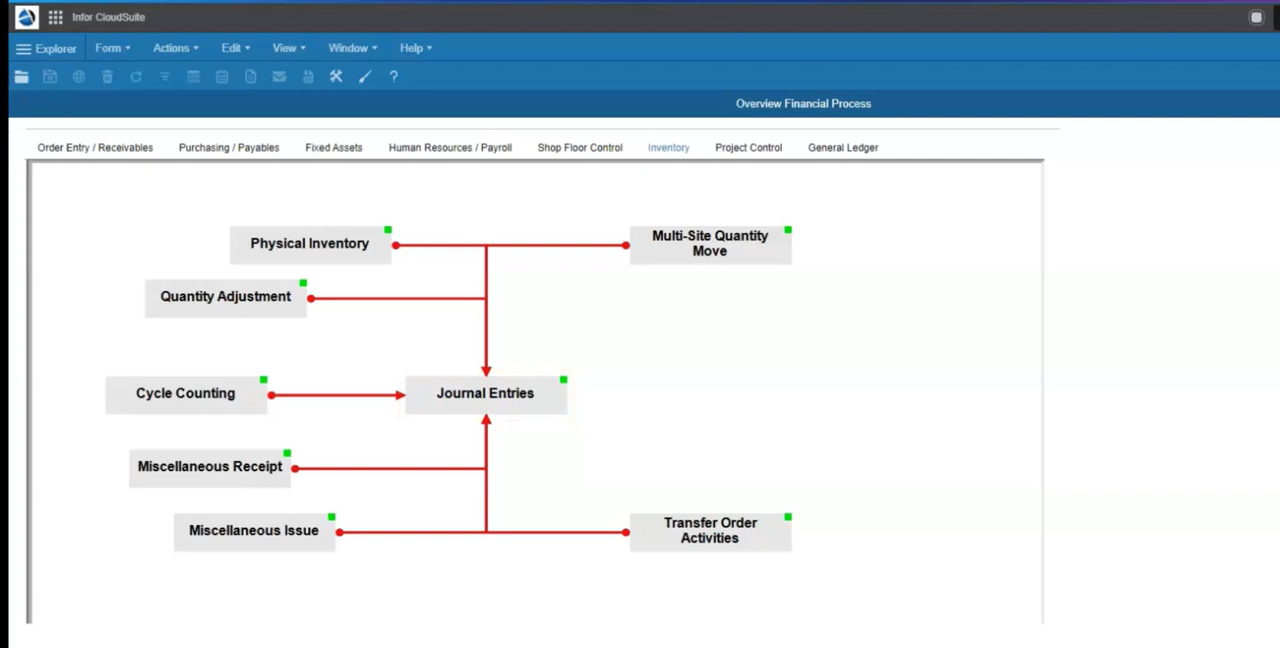 Infor CloudSuite
Explorer Form Actions Edit View Window Help
?
Overview Financial Process
Order Entry / Receivables Purchasing / Payables Fixed Assets Human Resources / Payroll Shop Floor Control Inventory Project Control General Ledger
Physical Inventory
Multi-Site Quantity
Move
Quantity Adjustment
Cycle Counting
Journal Entries
Miscellaneous Receipt
Miscellaneous Issue
Transfer Order
Activities